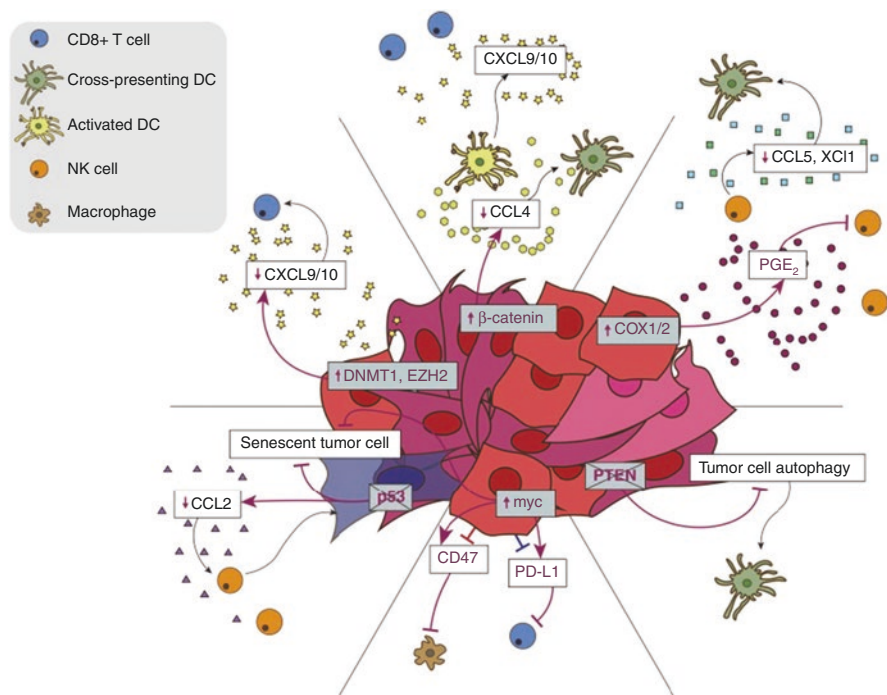 CD8+ T cell
Cross-presenting DC
Activated DC
NK cell
Macrophage
CXCL9/10
↓CCL5, XCl1
↓CCL4
↓CXCL9/10
PGE₂
↑β-catenin
↑COX1/2
↑DNMT1, EZH2
Senescent tumor cell
PTEN
Tumor cell autophagy
p53
↓CCL2
↑myc
CD47
PD-L1